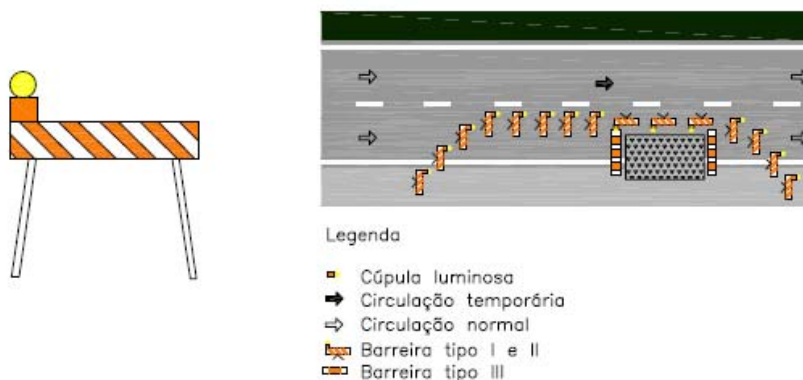 Legenda
Cúpula luminosa
Circulação temporária
Circulação normal
Barreira tipo I e II
Barreira tipo III